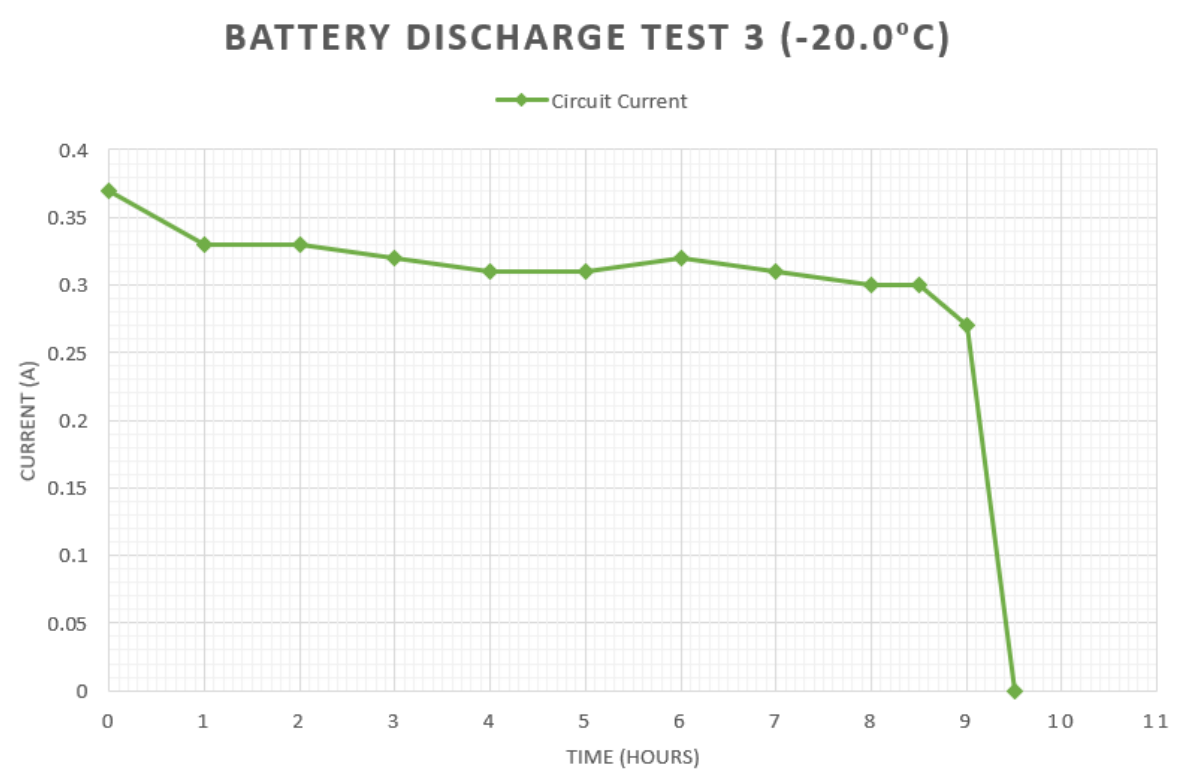 BATTERY DISCHARGE TEST 3 (-20.0ºC)
Circuit Current
0.4
0.35
0.3
0.25
0.2
0.15
0.1
0.05
0
CURRENT (A)
0 1 2 3 4 5 6 7 8 9 10 11
TIME (HOURS)